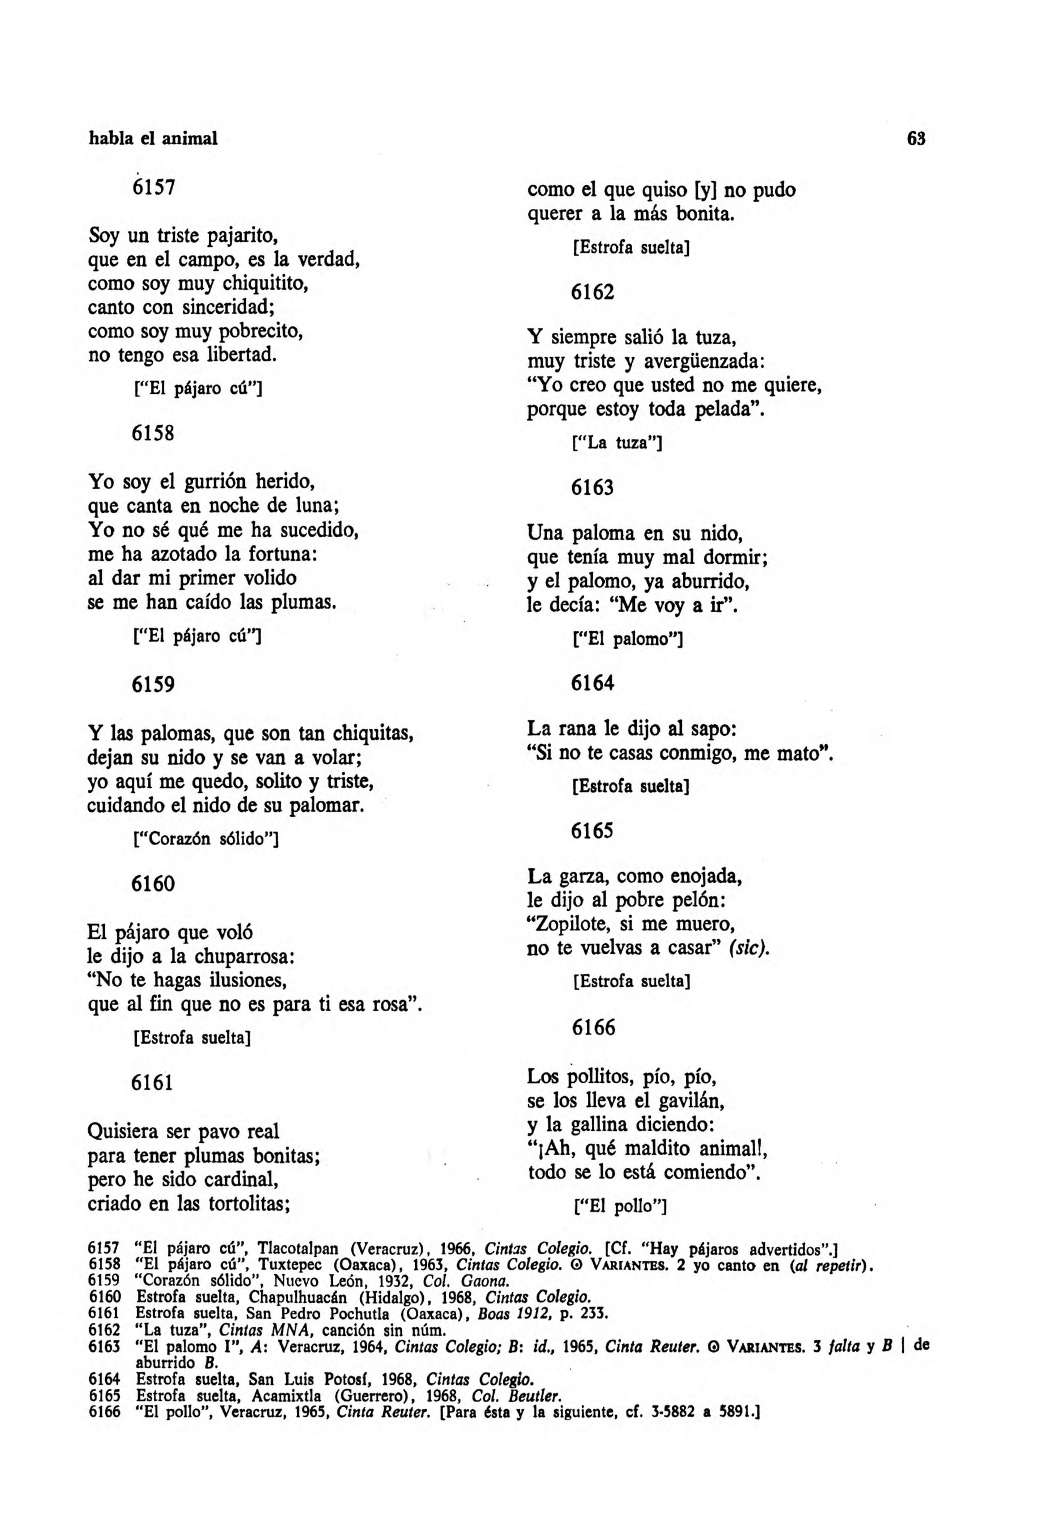 habla el animal 63
6157
Soy un triste pajarito,
que en el campo, es la verdad,
como soy muy chiquitito,
canto con sinceridad;
como soy muy pobrecito,
no tengo esa libertad.
["El pájaro cú"]
6158
Yo soy el gurrión herido,
que canta en noche de luna;
Yo no sé qué me ha sucedido,
me ha azotado la fortuna:
al dar mi primer volido
se me han caído las plumas.
["El pájaro cú"]
6159
Y las palomas, que son tan chiquitas,
dejan su nido y se van a volar;
yo aquí me quedo, solito y triste,
cuidando el nido de su palomar.
["Corazón sólido"]
6160
El pájaro que voló
le dijo a la chuparrosa:
"No te hagas ilusiones,
que al fin que no es para ti esa rosa".
[Estrofa suelta]
6161
Quisiera ser pavo real
para tener plumas bonitas;
pero he sido cardinal,
criado en las tortolitas;
como el que quiso [y] no pudo
querer a la más bonita.
[Estrofa suelta]
6162
Y siempre salió la tuza,
muy triste y avergüenzada:
"Yo creo que usted no me quiere,
porque estoy toda pelada".
["La tuza"]
6163
Una paloma en su nido,
que tenía muy mal dormir;
y el palomo, ya aburrido,
le decía: "Me voy a ir".
["El palomo"]
6164
La rana le dijo al sapo:
"Si no te casas conmigo, me mato".
[Estrofa suelta]
6165
La garza, como enojada,
le dijo al pobre pelón:
"Zopilote, si me muero,
no te vuelvas a casar" (sic).
[Estrofa suelta]
6166
Los pollitos, pío, pío,
se los lleva el gavilán,
y la gallina diciendo:
"¡Ah, qué maldito animal!,
todo se lo está comiendo".
["El pollo"]
6157 "El pájaro cú", Tlacotalpan (Veracruz), 1966, Cintas Colegio. [Cf. "Hay pájaros advertidos".]
6158 "El pájaro cú", Tuxtepec (Oaxaca), 1963, Cintas Colegio. ⊙ VARIANTES. 2 yo canto en (al repetir).
6159 "Corazón sólido", Nuevo León, 1932, Col. Gaona.
6160 Estrofa suelta, Chapulhuacán (Hidalgo), 1968, Cintas Colegio.
6161 Estrofa suelta, San Pedro Pochutla (Oaxaca), Boas 1912, p. 233.
6162 "La tuza", Cintas MNA, canción sin núm.
6163 "El palomo I", A: Veracruz, 1964, Cintas Colegio; B: id., 1965, Cinta Reuter. ⊙ VARIANTES. 3 falta y B | de
aburrido B.
6164 Estrofa suelta, San Luis Potosí, 1968, Cintas Colegio.
6165 Estrofa suelta, Acamixtla (Guerrero), 1968, Col. Beutler.
6166 "El pollo", Veracruz, 1965, Cinta Reuter. [Para ésta y la siguiente, cf. 3-5882 a 5891.]